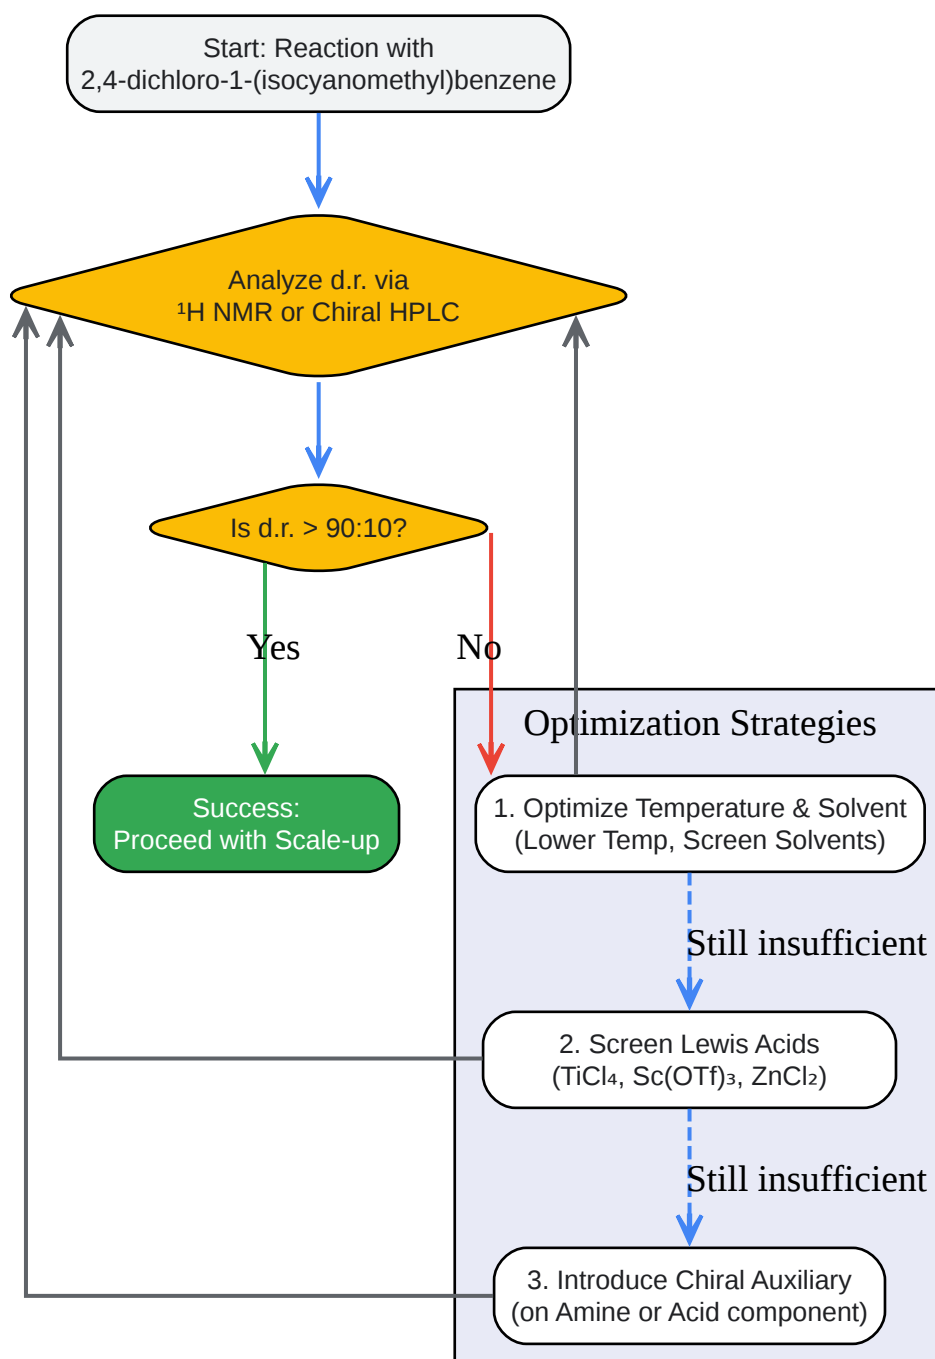 Start: Reaction with
2,4-dichloro-1-(isocyanomethyl)benzene
Analyze d.r. via
¹H NMR or Chiral HPLC
Is d.r. > 90:10?
Yes
No
Optimization Strategies
Success:
Proceed with Scale-up
1. Optimize Temperature & Solvent
(Lower Temp, Screen Solvents)
Still insufficient
2. Screen Lewis Acids
(TiCl₄, Sc(OTf)₃, ZnCl₂)
Still insufficient
3. Introduce Chiral Auxiliary
(on Amine or Acid component)